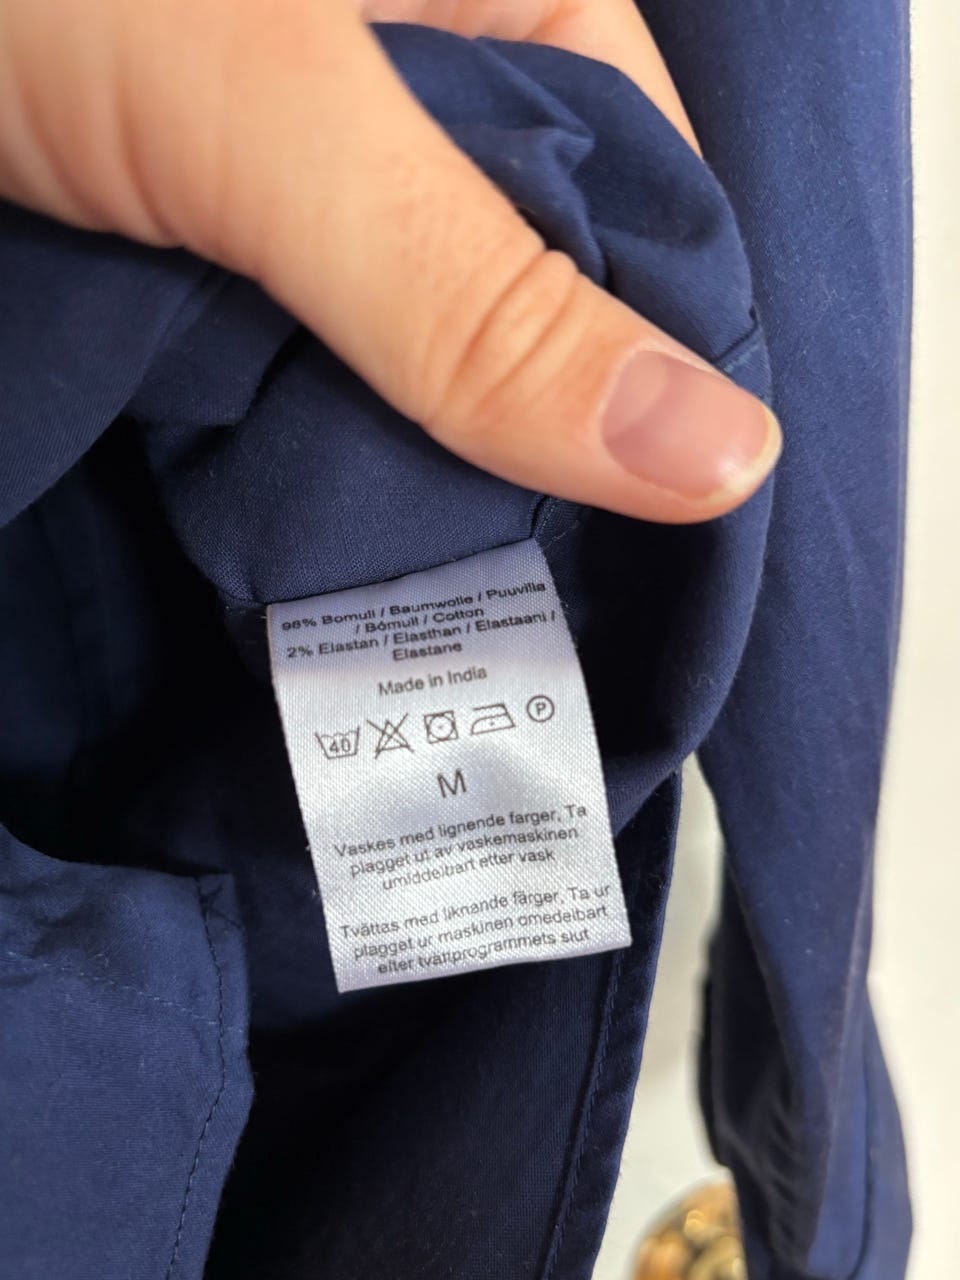 98% Bomull / Baumwolle / Puuvilla
/ Bómull / Cotton
2% Elastan / Elasthan / Elastaani /
Elastane
Made in India
40 P
M
Vaskes med lignende farger, Ta
plagget ut av vaskemaskinen
umiddelbart etter vask
Tvättas med liknande färger, Ta ur
plagget ur maskinen omedelbart
efter tvättprogrammets slut